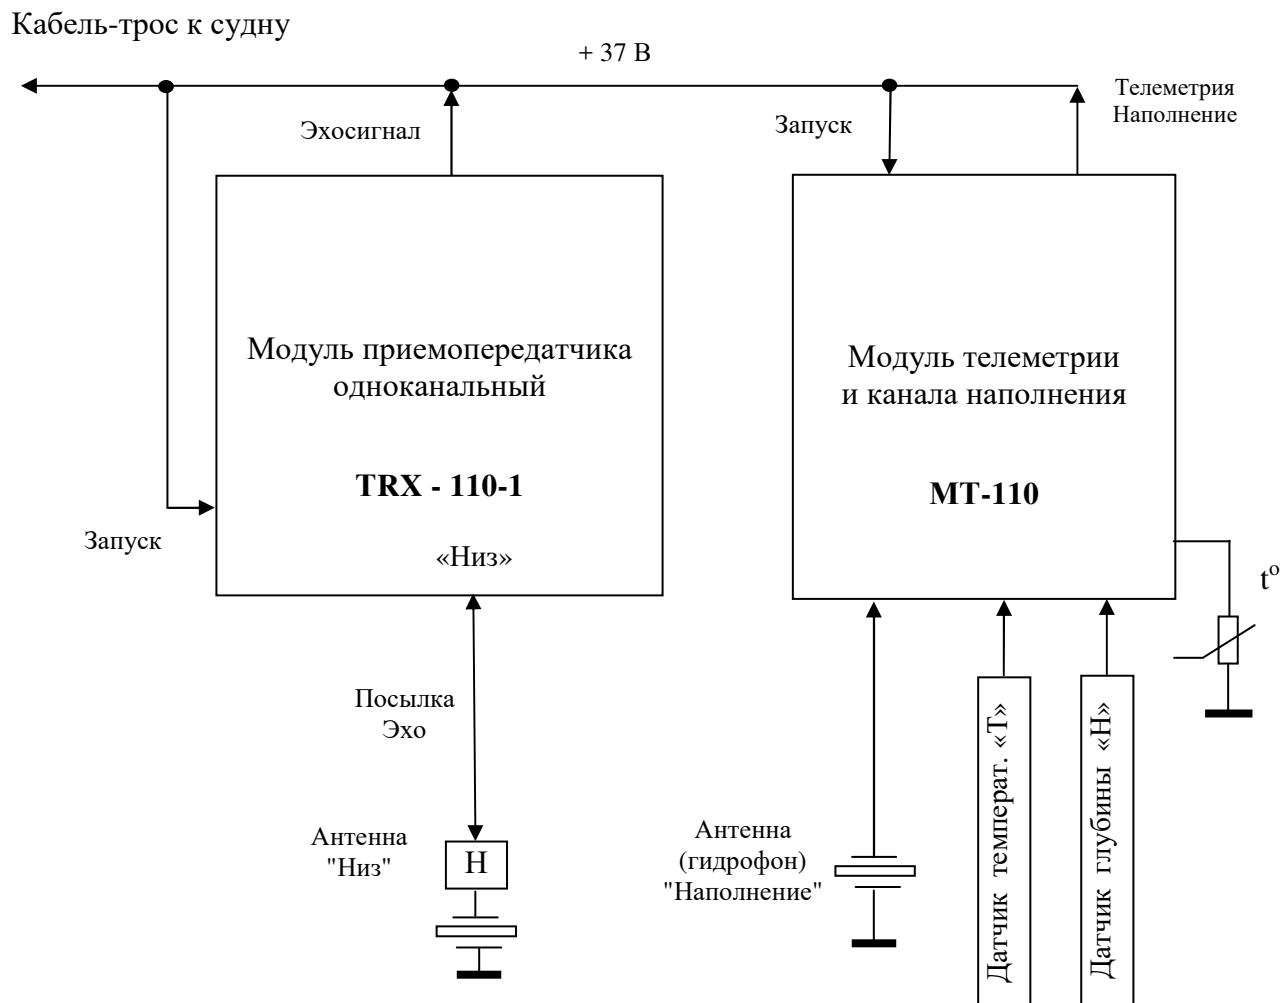 Кабель-трос к судну
+ 37 В
Телеметрия
Наполнение
Эхосигнал
Запуск
Модуль приемопередатчика
одноканальный
TRX - 110-1
«Низ»
Запуск
Модуль телеметрии
и канала наполнения
МТ-110
tº
Посылка
Эхо
Антенна
"Низ"
Н
Антенна
(гидрофон)
"Наполнение"
Датчик температ. «Т»
Датчик глубины «Н»